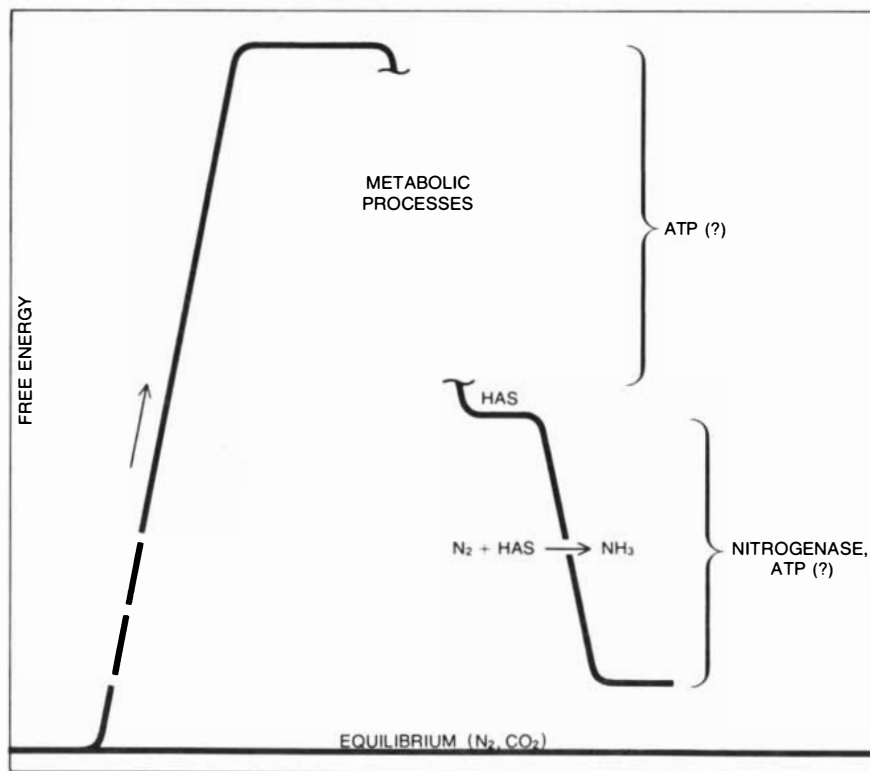 METABOLIC
PROCESSES
ATP (?)
FREE ENERGY
HAS
N₂ + HAS ⟶ NH₃
NITROGENASE,
ATP (?)
EQUILIBRIUM (N₂, CO₂)